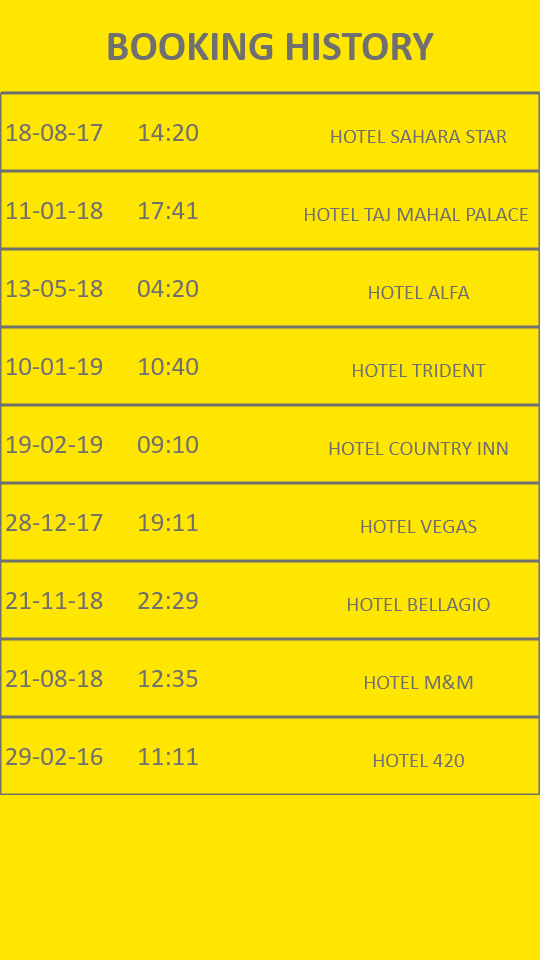 BOOKING HISTORY
18-08-17 14:20 HOTEL SAHARA STAR
11-01-18 17:41 HOTEL TAJ MAHAL PALACE
13-05-18 04:20 HOTEL ALFA
10-01-19 10:40 HOTEL TRIDENT
19-02-19 09:10 HOTEL COUNTRY INN
28-12-17 19:11 HOTEL VEGAS
21-11-18 22:29 HOTEL BELLAGIO
21-08-18 12:35 HOTEL M&M
29-02-16 11:11 HOTEL 420